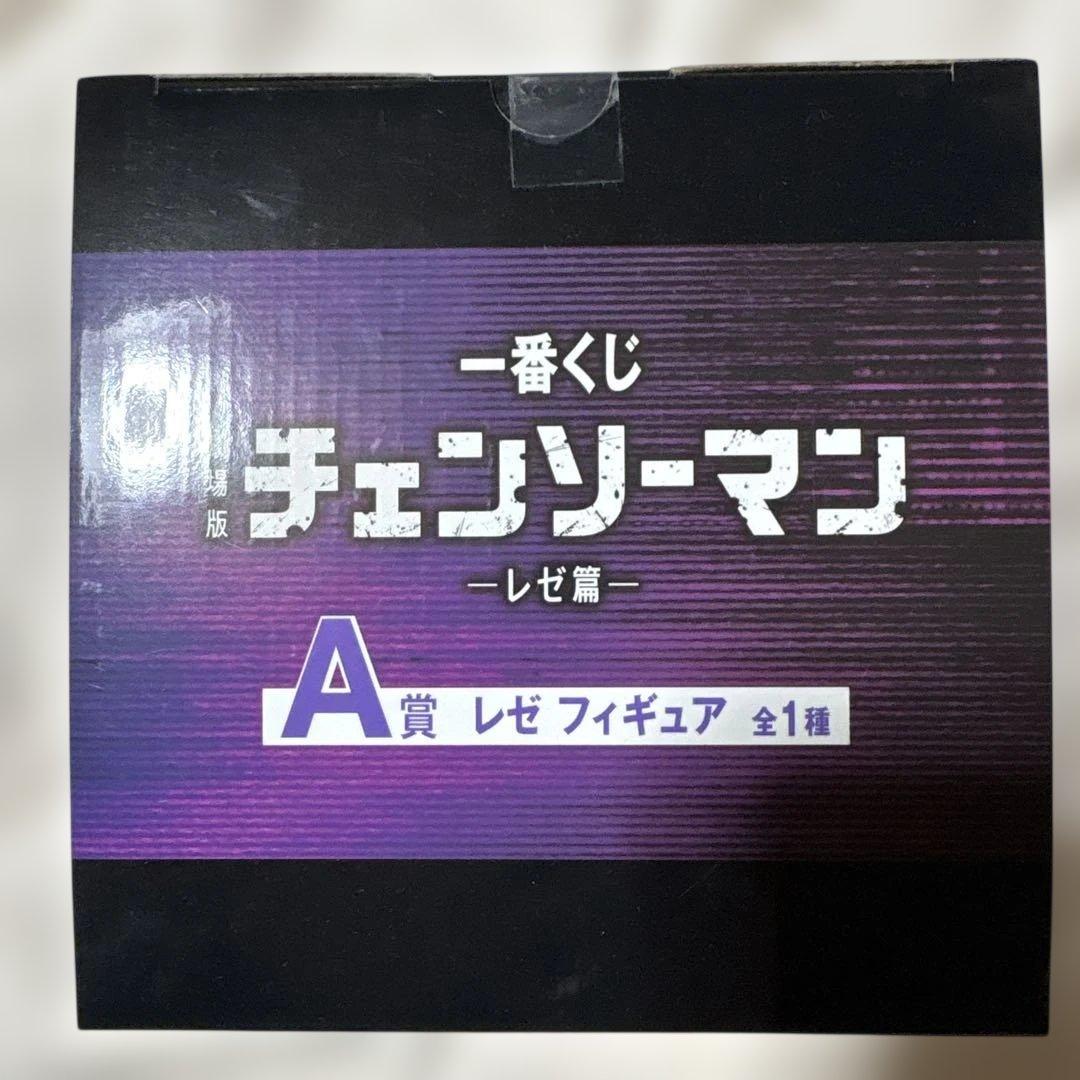 一番くじ
場版 チェンソーマン
―レゼ篇―
A賞 レゼ フィギュア 全1種